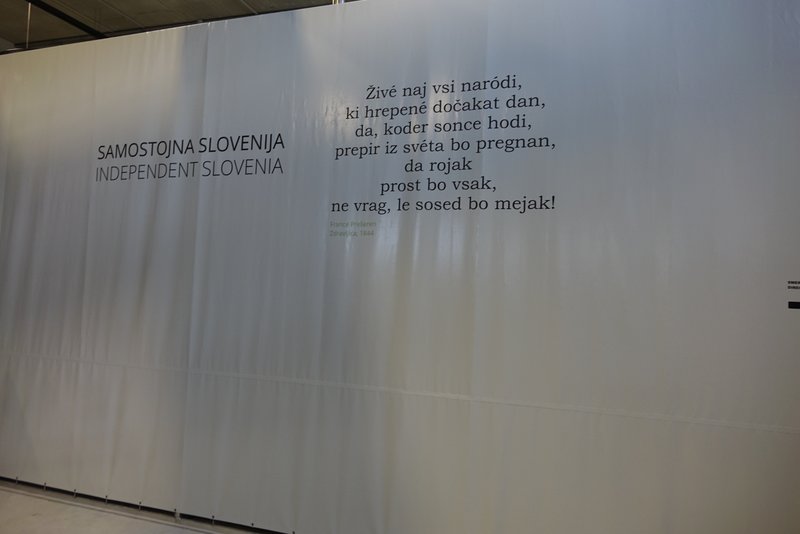 SAMOSTOJNA SLOVENIJA
INDEPENDENT SLOVENIA
Živé naj vsi naródi,
ki hrepené dočakat dan,
da, koder sonce hodi,
prepir iz svéta bo pregnan,
da rojak
prost bo vsak,
ne vrag, le sosed bo mejak!
France Prešeren
Zdravljica, 1844